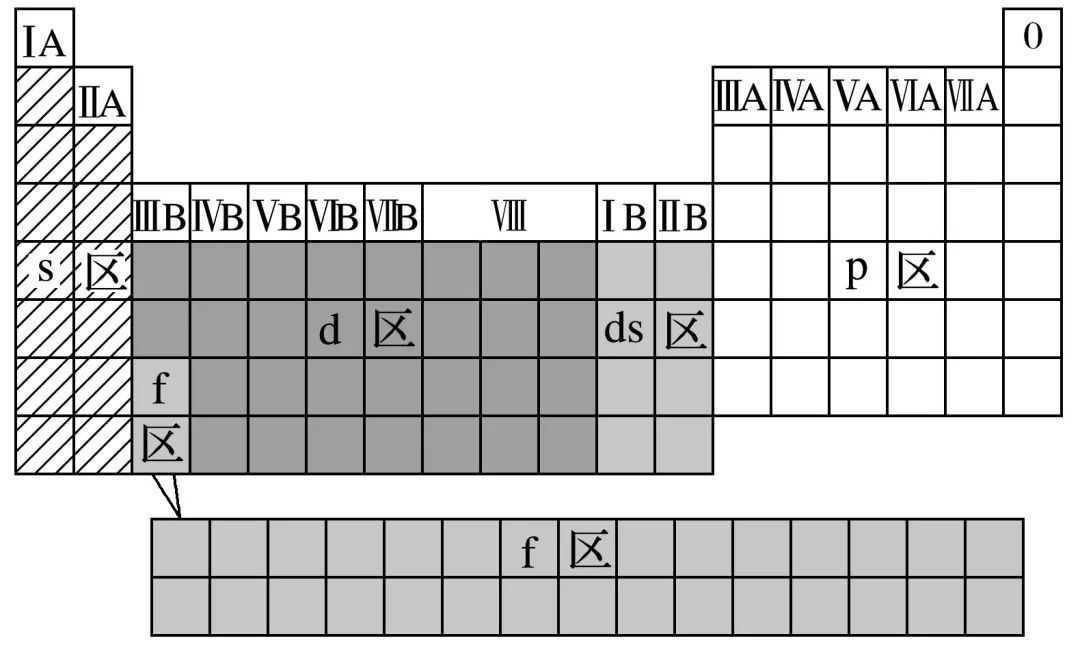 ⅠA 0
ⅡA ⅢA ⅣA ⅤA ⅥA ⅦA
ⅢB ⅣB ⅤB ⅥB ⅦB Ⅷ ⅠB ⅡB
s 区 p 区
d 区 ds 区
f
区
f 区